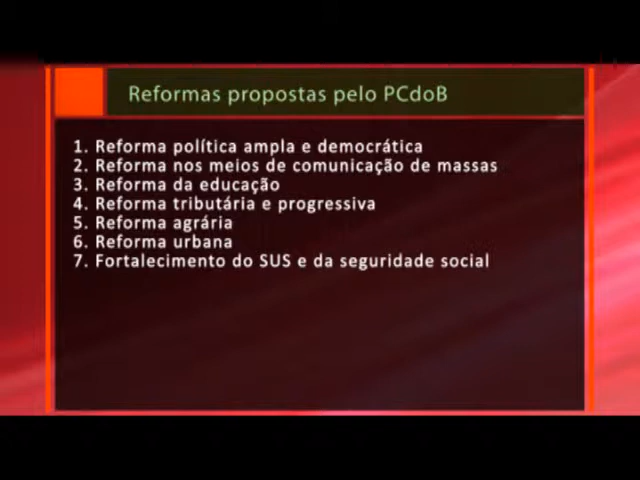 Reformas propostas pelo PCdoB
1. Reforma política ampla e democrática
2. Reforma nos meios de comunicação de massas
3. Reforma da educação
4. Reforma tributária e progressiva
5. Reforma agrária
6. Reforma urbana
7. Fortalecimento do SUS e da seguridade social